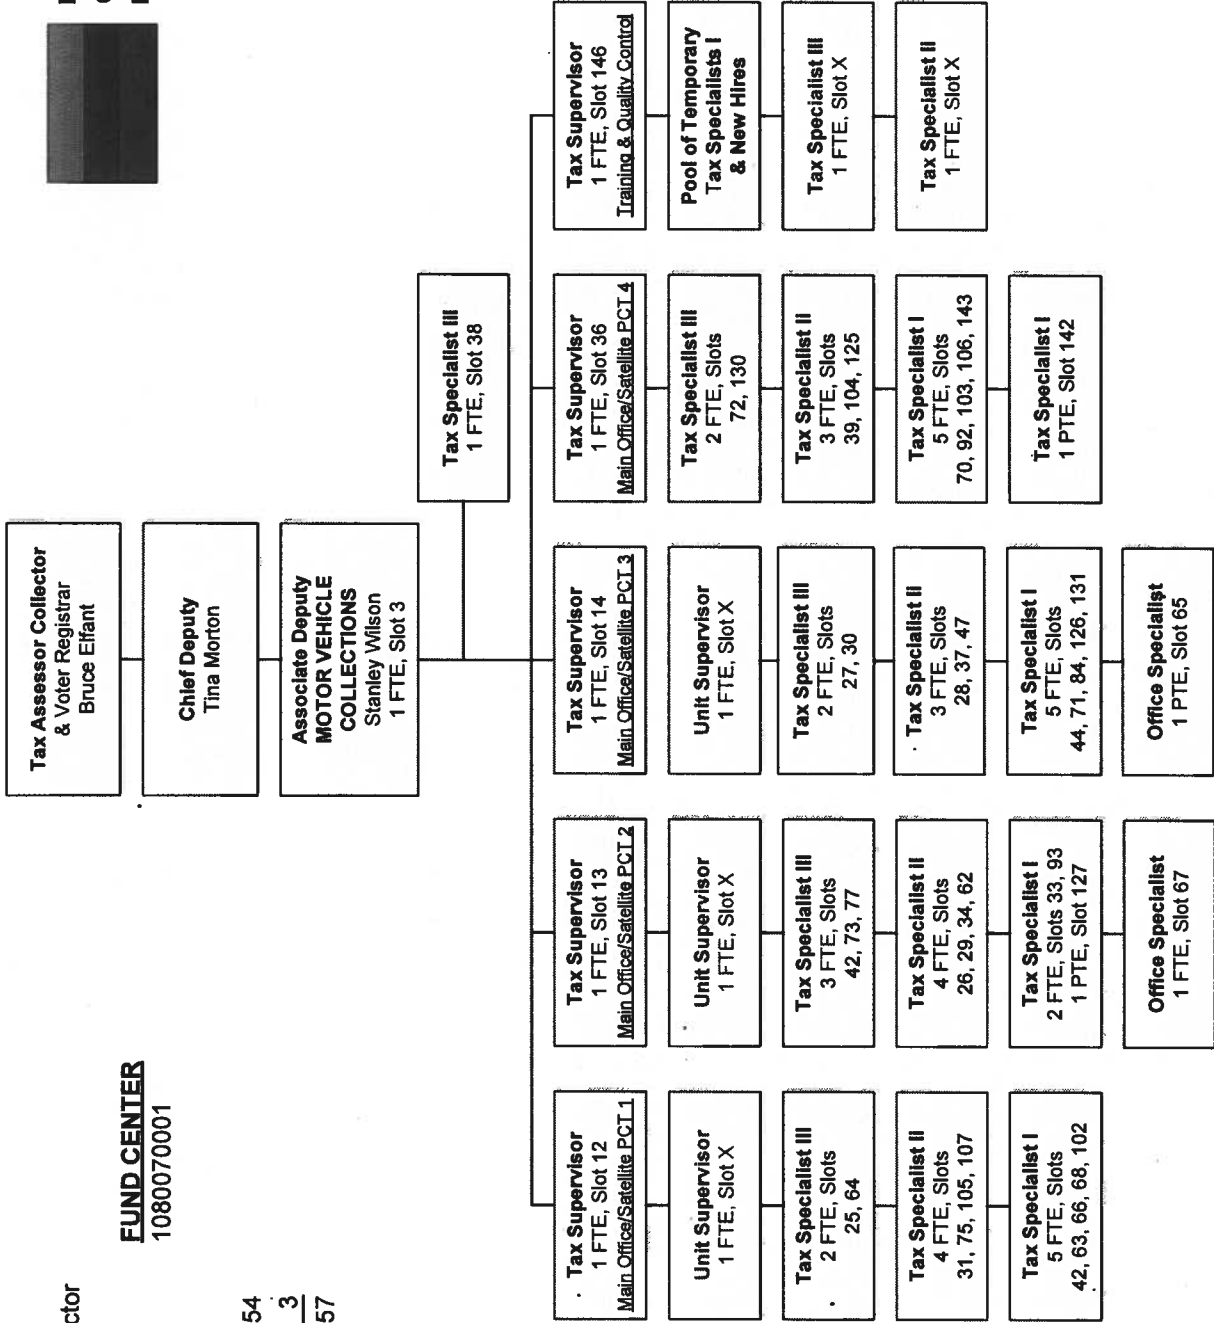 ctor
54
3
57
FUND CENTER
1080070001
Tax Assessor Collector
& Voter Registrar
Bruce Elfant
Chief Deputy
Tina Morton
Associate Deputy
MOTOR VEHICLE
COLLECTIONS
Stanley Wilson
1 FTE, Slot 3
Tax Specialist III
1 FTE, Slot 38
Tax Supervisor
1 FTE, Slot 12
Main Office/Satellite PCT 1
Unit Supervisor
1 FTE, Slot X
Tax Specialist III
2 FTE, Slots
25, 64
Tax Specialist II
4 FTE, Slots
31, 75, 105, 107
Tax Specialist I
5 FTE, Slots
42, 63, 66, 68, 102
Tax Supervisor
1 FTE, Slot 13
Main Office/Satellite PCT 2
Unit Supervisor
1 FTE, Slot X
Tax Specialist III
3 FTE, Slots
42, 73, 77
Tax Specialist II
4 FTE, Slots
26, 29, 34, 62
Tax Specialist I
2 FTE, Slots 33, 93
1 PTE, Slot 127
Office Specialist
1 FTE, Slot 67
Tax Supervisor
1 FTE, Slot 14
Main Office/Satellite PCT 3
Unit Supervisor
1 FTE, Slot X
Tax Specialist III
2 FTE, Slots
27, 30
Tax Specialist II
3 FTE, Slots
28, 37, 47
Tax Specialist I
5 FTE, Slots
44, 71, 84, 126, 131
Office Specialist
1 PTE, Slot 65
Tax Supervisor
1 FTE, Slot 36
Main Office/Satellite PCT 4
Tax Specialist III
2 FTE, Slots
72, 130
Tax Specialist II
3 FTE, Slots
39, 104, 125
Tax Specialist I
5 FTE, Slots
70, 92, 103, 106, 143
Tax Specialist I
1 PTE, Slot 142
Tax Supervisor
1 FTE, Slot 146
Training & Quality Control
Pool of Temporary
Tax Specialists I
& New Hires
Tax Specialist III
1 FTE, Slot X
Tax Specialist II
1 FTE, Slot X